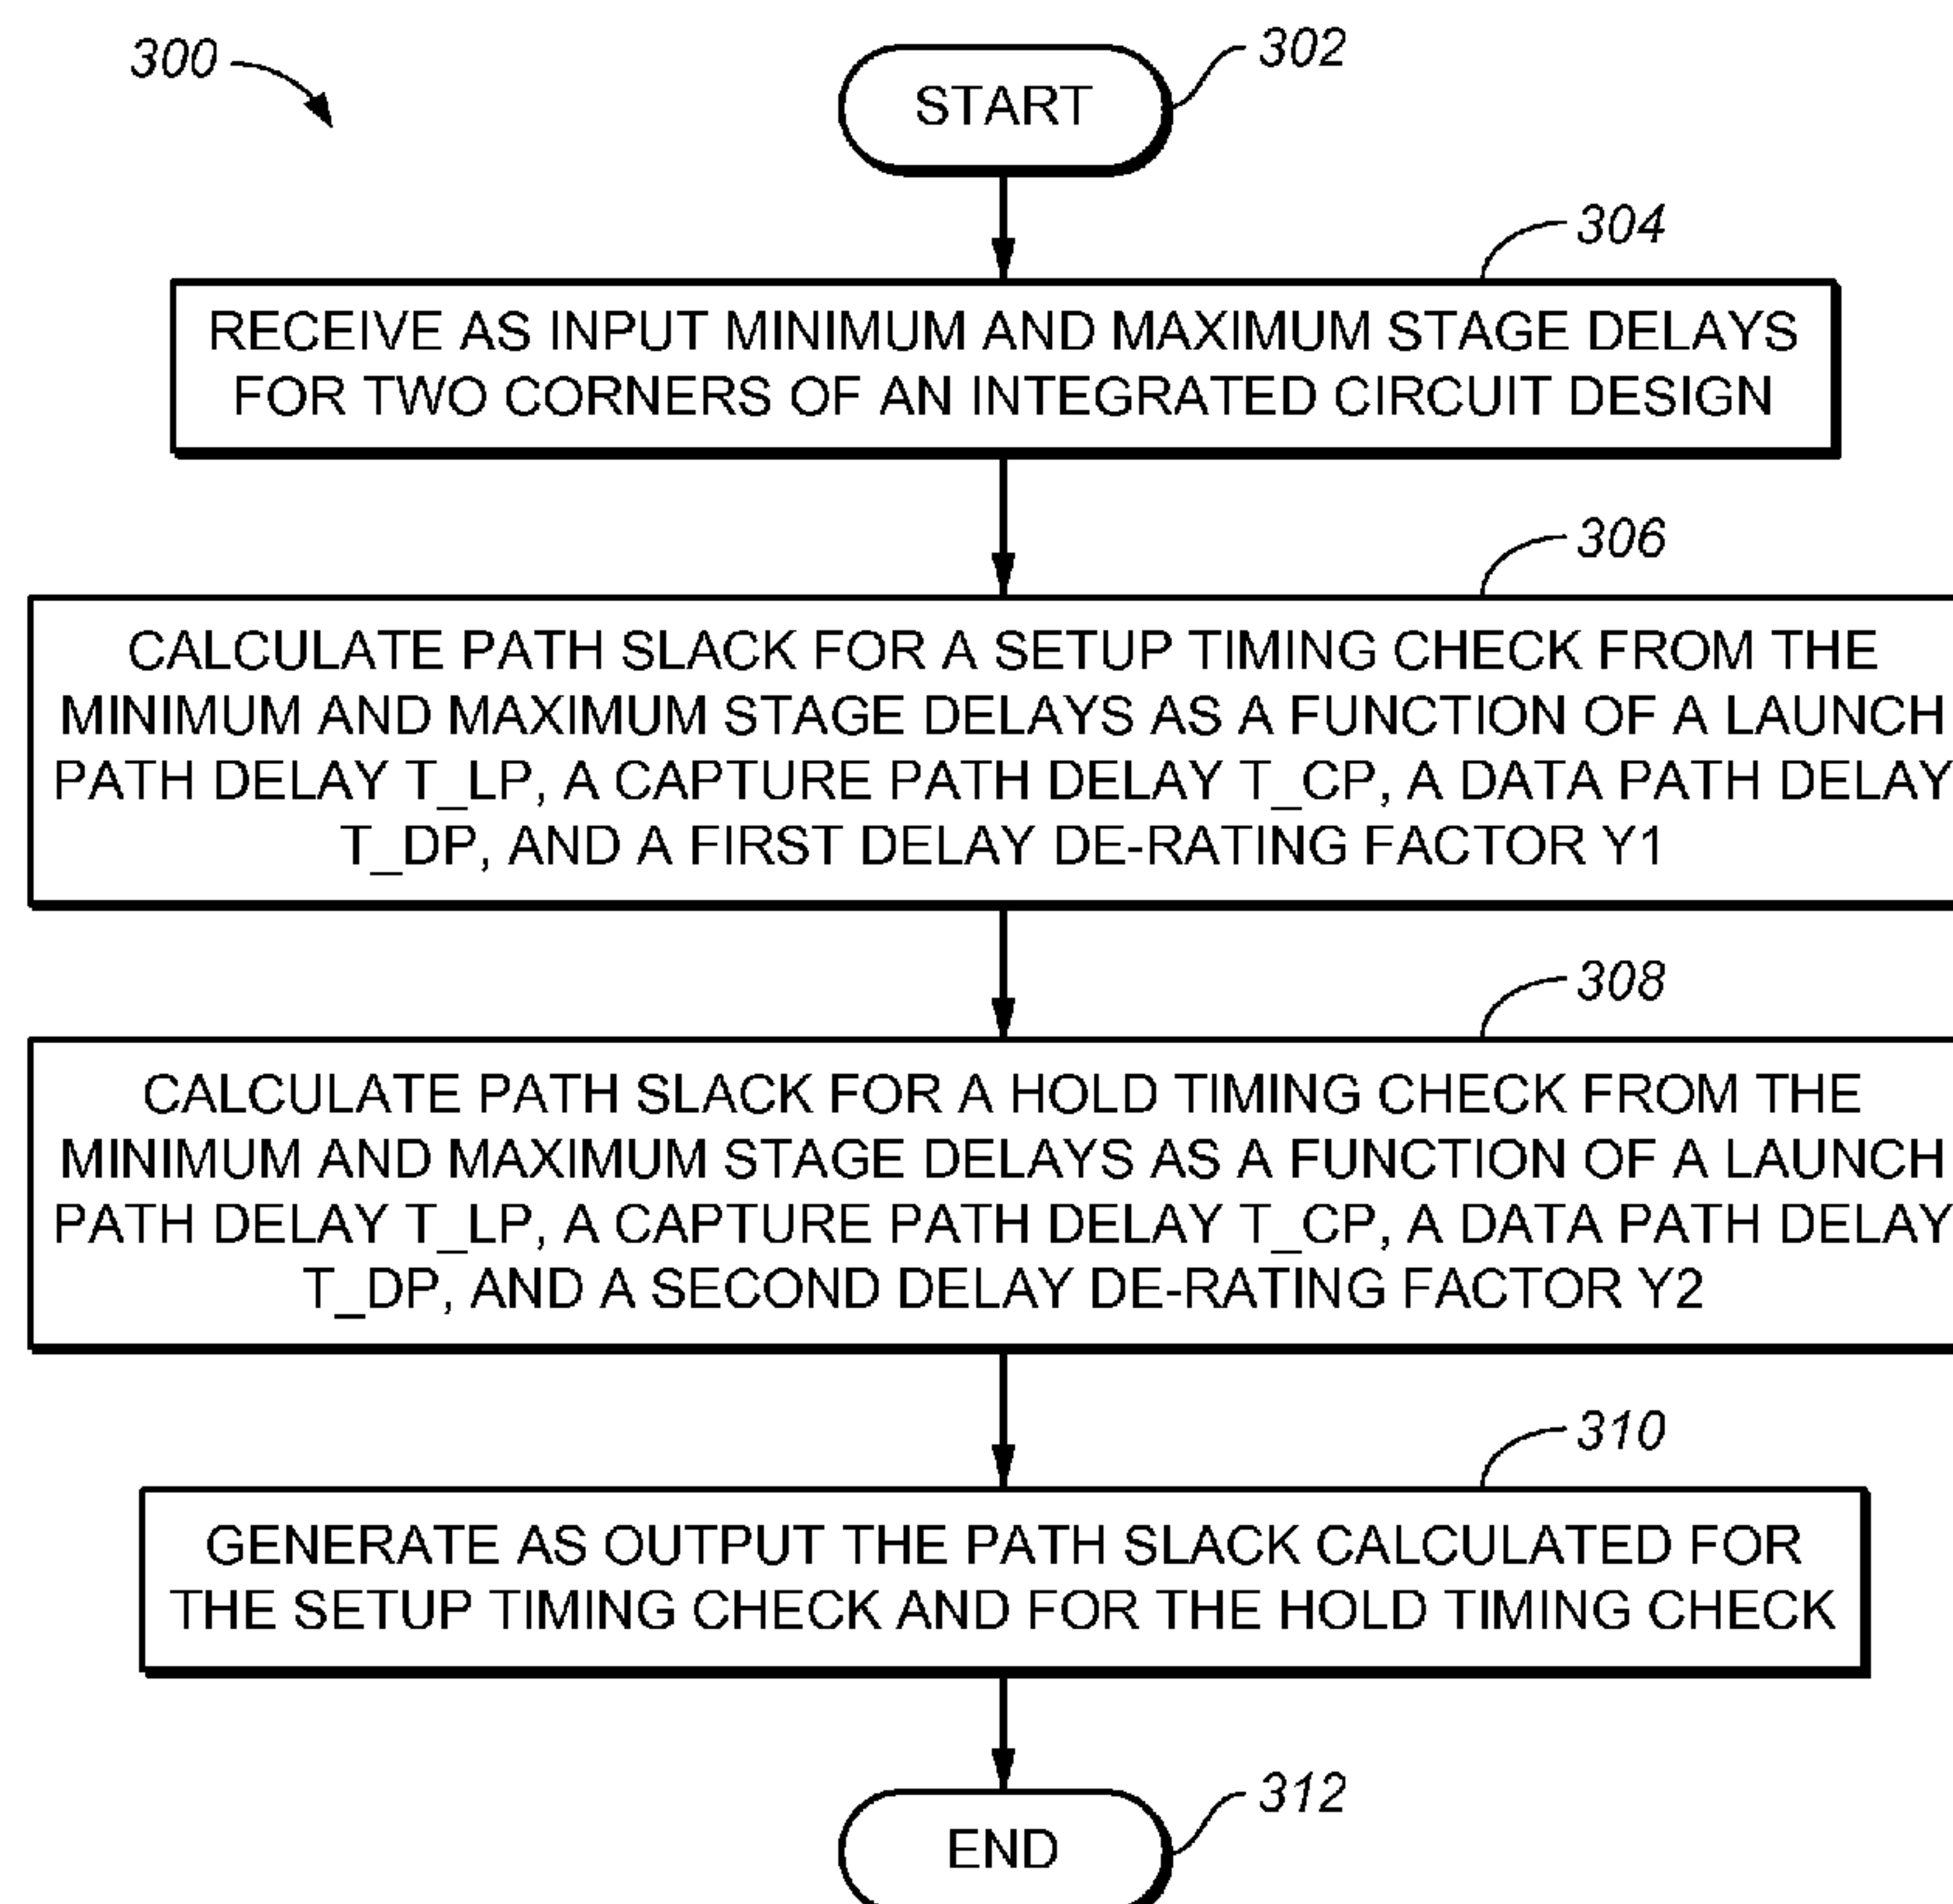 300
302
START
304
RECEIVE AS INPUT MINIMUM AND MAXIMUM STAGE DELAYS
FOR TWO CORNERS OF AN INTEGRATED CIRCUIT DESIGN
306
CALCULATE PATH SLACK FOR A SETUP TIMING CHECK FROM THE
MINIMUM AND MAXIMUM STAGE DELAYS AS A FUNCTION OF A LAUNCH
PATH DELAY T_LP, A CAPTURE PATH DELAY T_CP, A DATA PATH DELAY
T_DP, AND A FIRST DELAY DE-RATING FACTOR Y1
308
CALCULATE PATH SLACK FOR A HOLD TIMING CHECK FROM THE
MINIMUM AND MAXIMUM STAGE DELAYS AS A FUNCTION OF A LAUNCH
PATH DELAY T_LP, A CAPTURE PATH DELAY T_CP, A DATA PATH DELAY
T_DP, AND A SECOND DELAY DE-RATING FACTOR Y2
310
GENERATE AS OUTPUT THE PATH SLACK CALCULATED FOR
THE SETUP TIMING CHECK AND FOR THE HOLD TIMING CHECK
312
END